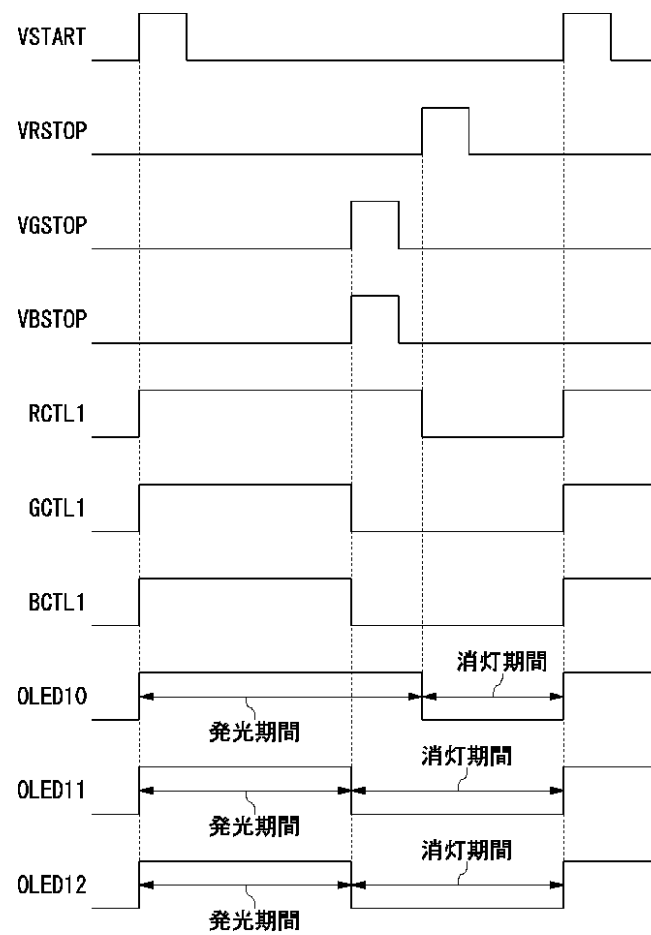 VSTART
VRSTOP
VGSTOP
VBSTOP
RCTL1
GCTL1
BCTL1
消灯期間
OLED10
発光期間
消灯期間
OLED11
発光期間
消灯期間
OLED12
発光期間